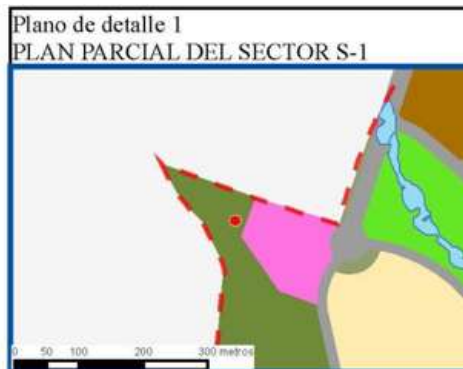 Plano de detalle 1
PLAN PARCIAL DEL SECTOR S-1
0 50 100 200 300 metros